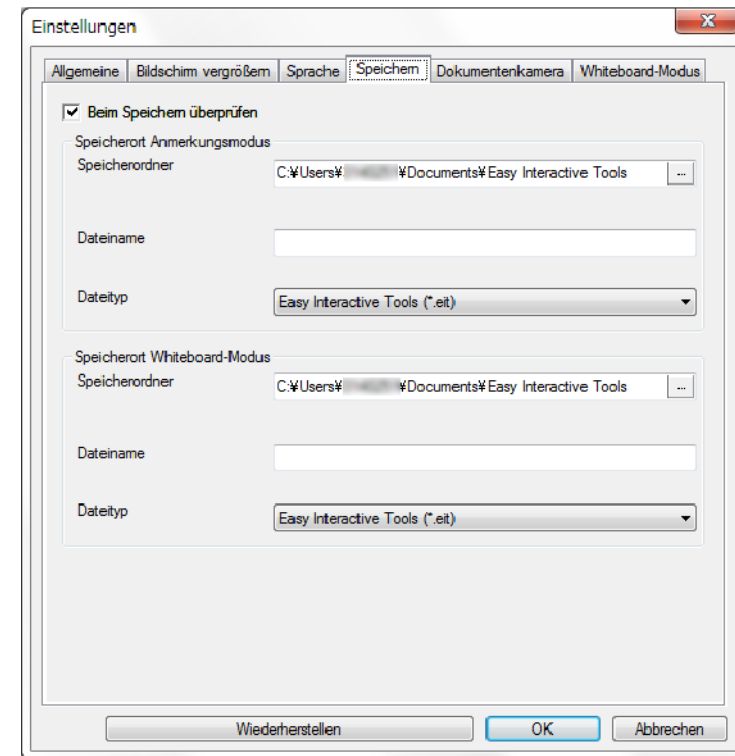 Einstellungen
Allgemeine Bildschirm vergrößern Sprache Speichern Dokumentenkamera Whiteboard-Modus
Beim Speichern überprüfen
Speicherort Anmerkungsmodus
Speicherordner C:¥Users¥ ¥Documents¥Easy Interactive Tools ...
Dateiname
Dateityp Easy Interactive Tools (*.eit)
Speicherort Whiteboard-Modus
Speicherordner C:¥Users¥ ¥Documents¥Easy Interactive Tools ...
Dateiname
Dateityp Easy Interactive Tools (*.eit)
Wiederherstellen OK Abbrechen